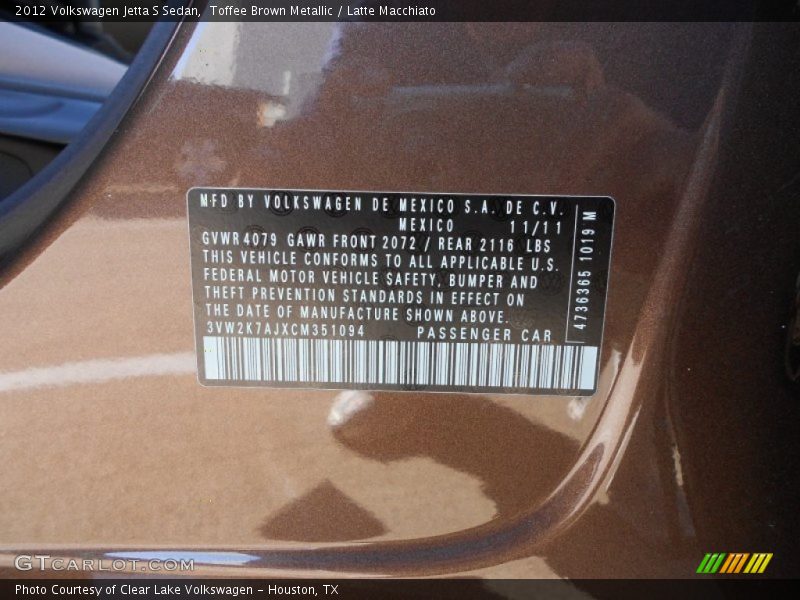 2012 Volkswagen Jetta S Sedan,  Toffee Brown Metallic / Latte Macchiato
MFD BY VOLKSWAGEN DE MEXICO S.A. DE C.V.
MEXICO 11/11
GVWR 4079 GAWR FRONT 2072 / REAR 2116 LBS
THIS VEHICLE CONFORMS TO ALL APPLICABLE U.S.
FEDERAL MOTOR VEHICLE SAFETY, BUMPER AND
THEFT PREVENTION STANDARDS IN EFFECT ON
THE DATE OF MANUFACTURE SHOWN ABOVE.
3VW2K7AJXCM351094 PASSENGER CAR
4736365 1019 M
GTCARLOT.COM
Photo Courtesy of Clear Lake Volkswagen - Houston, TX